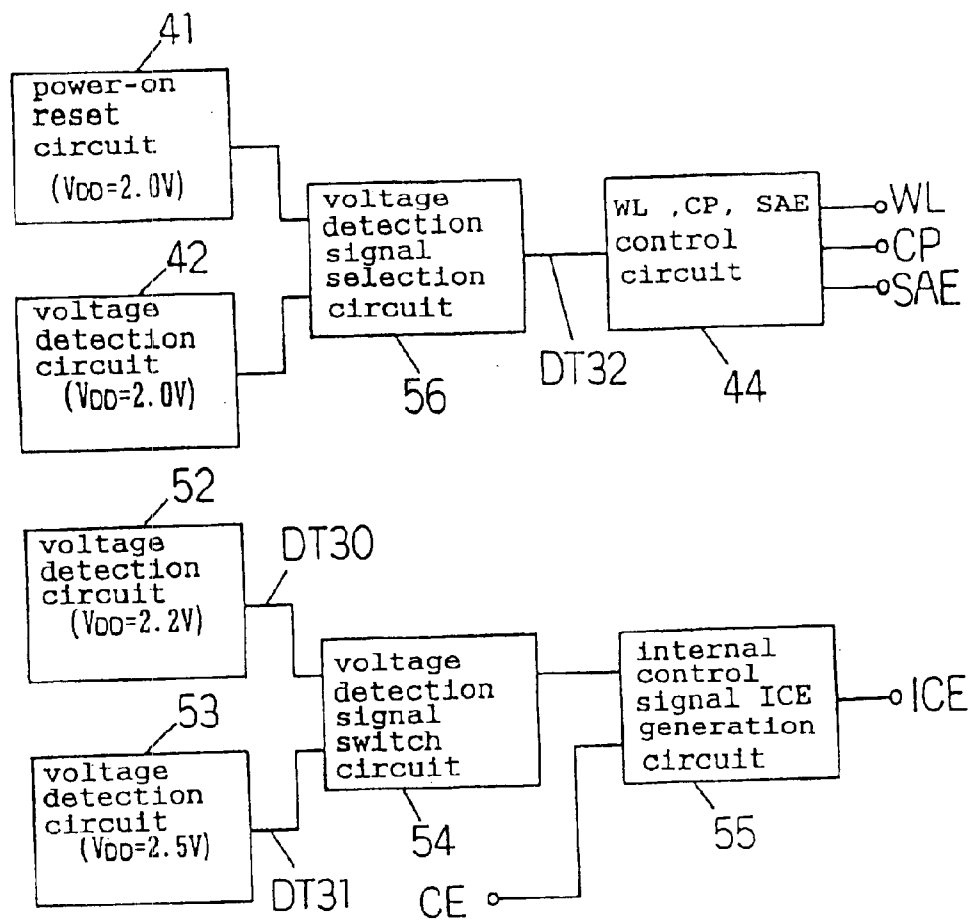 41
power-on
reset
circuit
(VDD=2.0V)
42
voltage
detection
circuit
(VDD=2.0V)
voltage
detection
signal
selection
circuit
56
DT32
WL ,CP, SAE
control
circuit
44
WL
CP
SAE
52
voltage
detection
circuit
(VDD=2.2V)
DT30
53
voltage
detection
circuit
(VDD=2.5V)
DT31
voltage
detection
signal
switch
circuit
54
CE
internal
control
signal ICE
generation
circuit
55
ICE